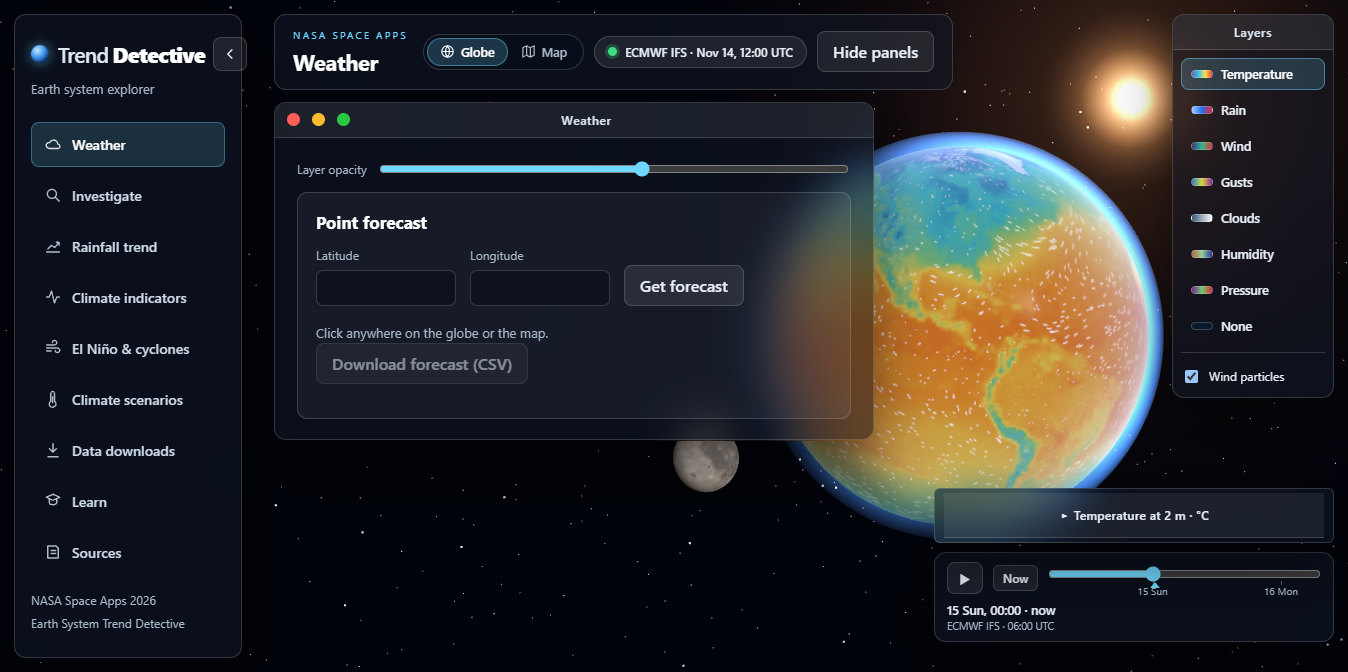 Trend Detective
Earth system explorer
Weather
Investigate
Rainfall trend
Climate indicators
El Niño & cyclones
Climate scenarios
Data downloads
Learn
Sources
NASA Space Apps 2026
Earth System Trend Detective
NASA SPACE APPS
Weather
Globe
Map
ECMWF IFS · Nov 14, 12:00 UTC
Hide panels
Weather
Layer opacity
Point forecast
Latitude
Longitude
Get forecast
Click anywhere on the globe or the map.
Download forecast (CSV)
Layers
Temperature
Rain
Wind
Gusts
Clouds
Humidity
Pressure
None
Wind particles
Temperature at 2 m · °C
Now
15 Sun
16 Mon
15 Sun, 00:00 · now
ECMWF IFS · 06:00 UTC